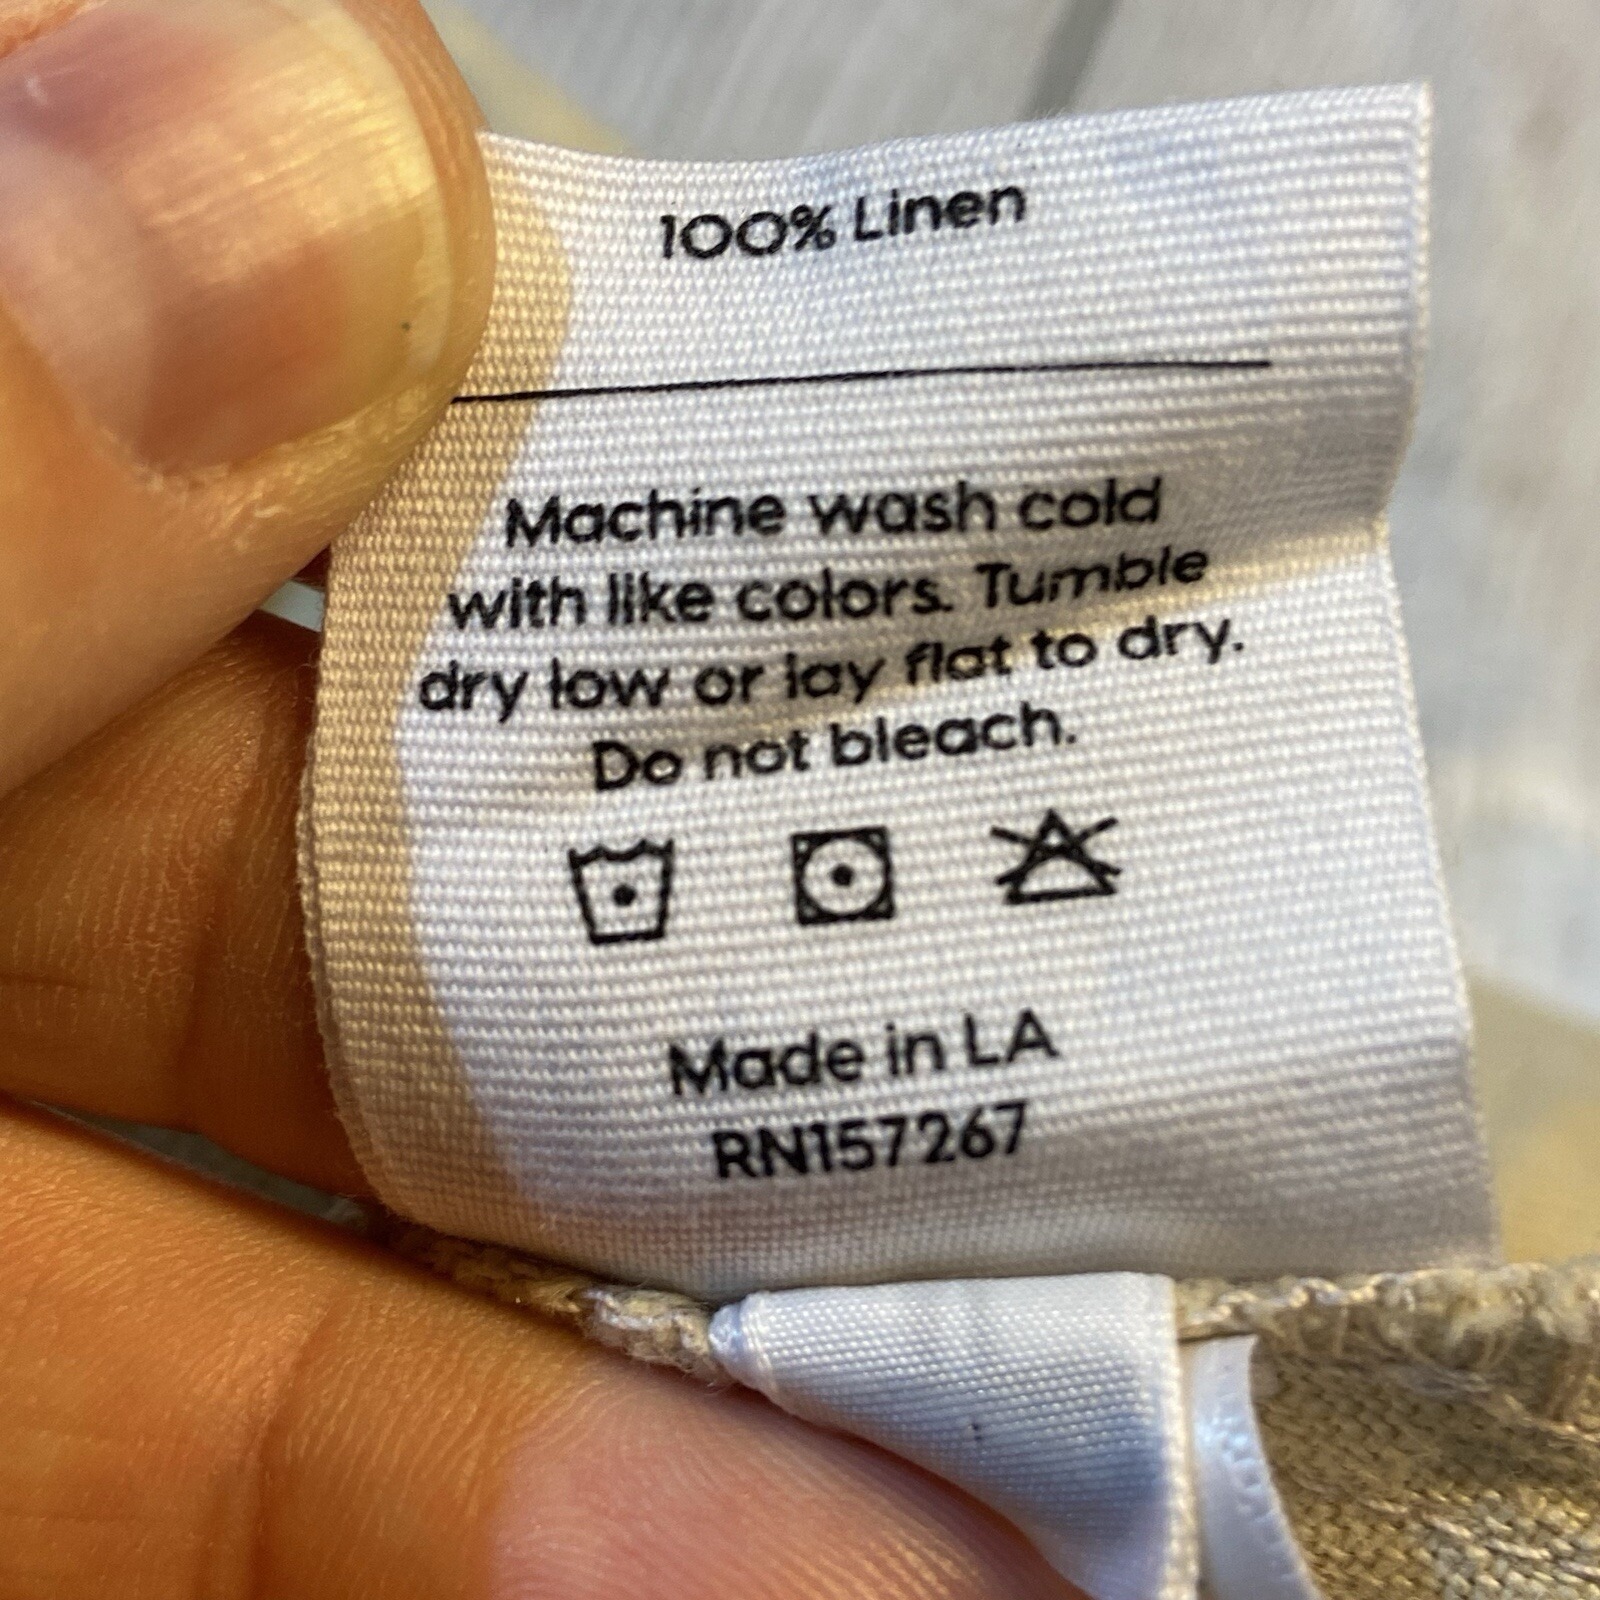 100% Linen
Machine wash cold
with like colors. Tumble
dry low or lay flat to dry.
Do not bleach.
Made in LA
RN157267